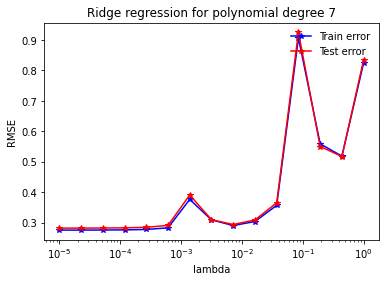 Ridge regression for polynomial degree 7
Train error
Test error
0.9
0.8
0.7
0.6
0.5
0.4
0.3
RMSE
10⁻⁵
10⁻⁴
10⁻³
10⁻²
10⁻¹
10⁰
lambda